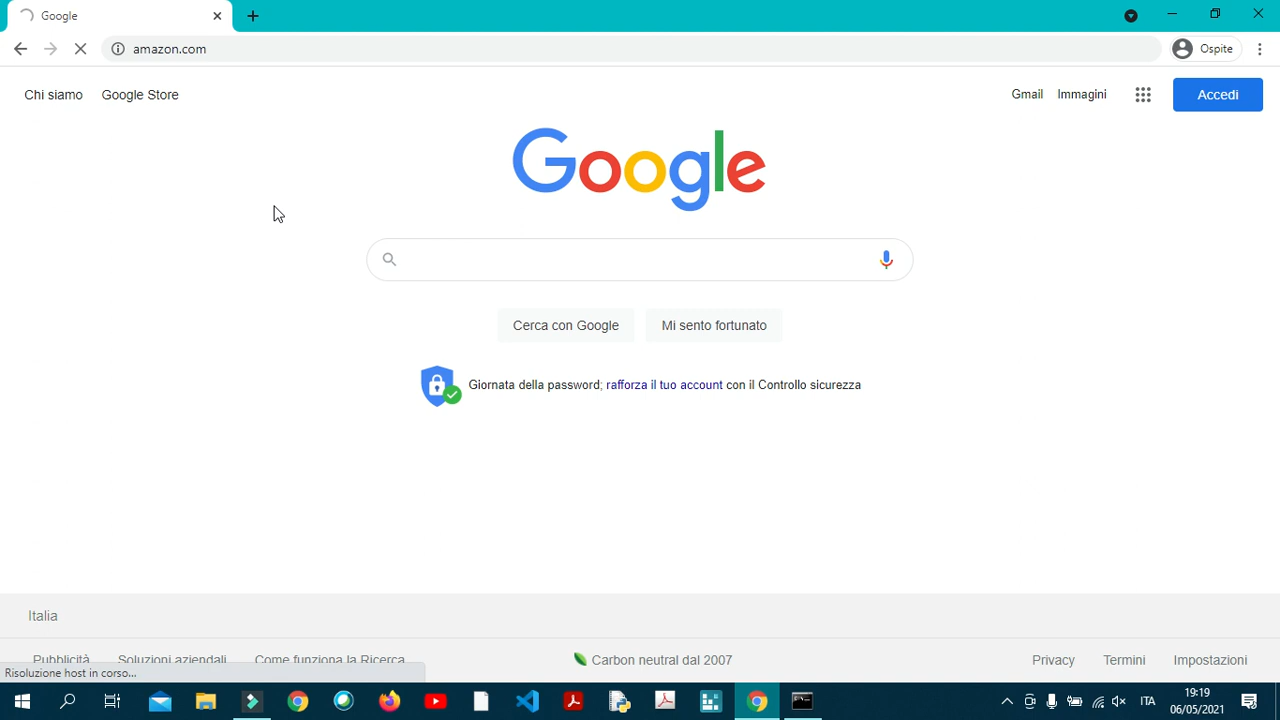 Google
amazon.com
Ospite
Chi siamo
Google Store
Gmail
Immagini
Accedi
Google
Cerca con Google
Mi sento fortunato
Giornata della password; rafforza il tuo account con il Controllo sicurezza
Italia
Pubblicità
Soluzioni aziendali
Come funziona la Ricerca
Carbon neutral dal 2007
Privacy
Termini
Impostazioni
Risoluzione host in corso...
ITA
19:19
06/05/2021